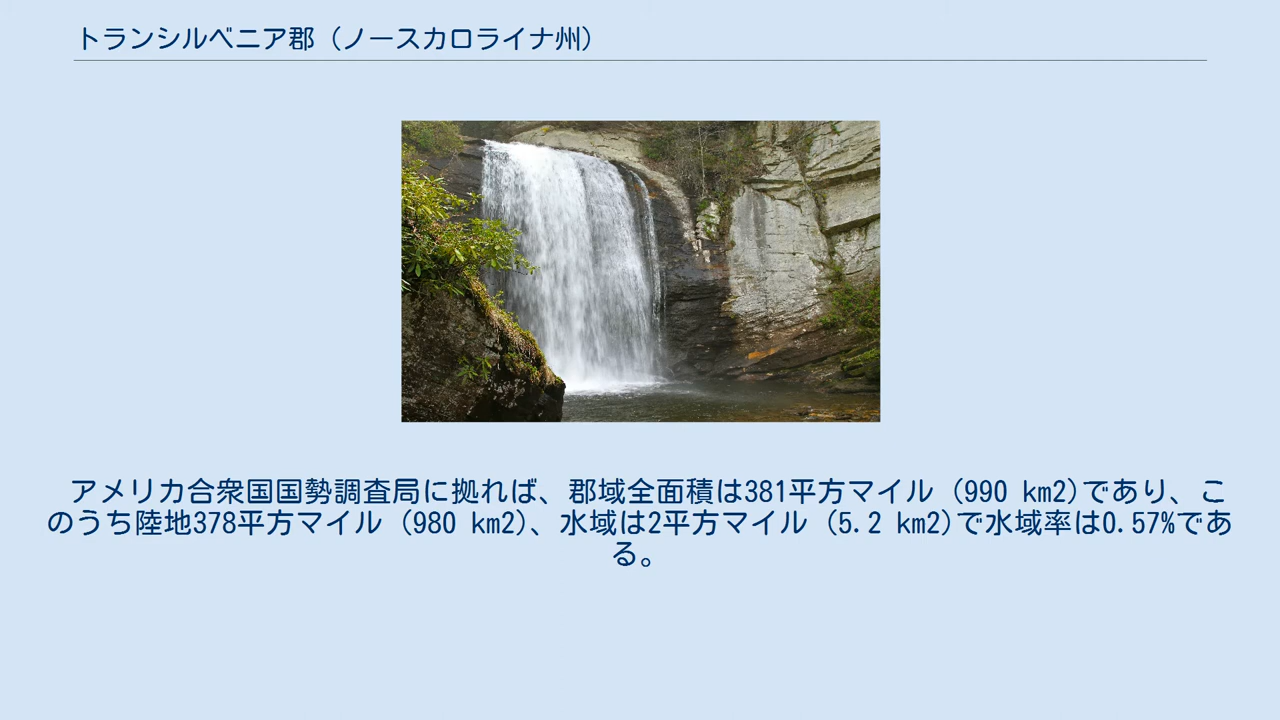 トランシルベニア郡（ノースカロライナ州）
アメリカ合衆国国勢調査局に拠れば、郡域全面積は381平方マイル (990 km2)であり、こ
のうち陸地378平方マイル (980 km2)、水域は2平方マイル (5.2 km2)で水域率は0.57%であ
る。